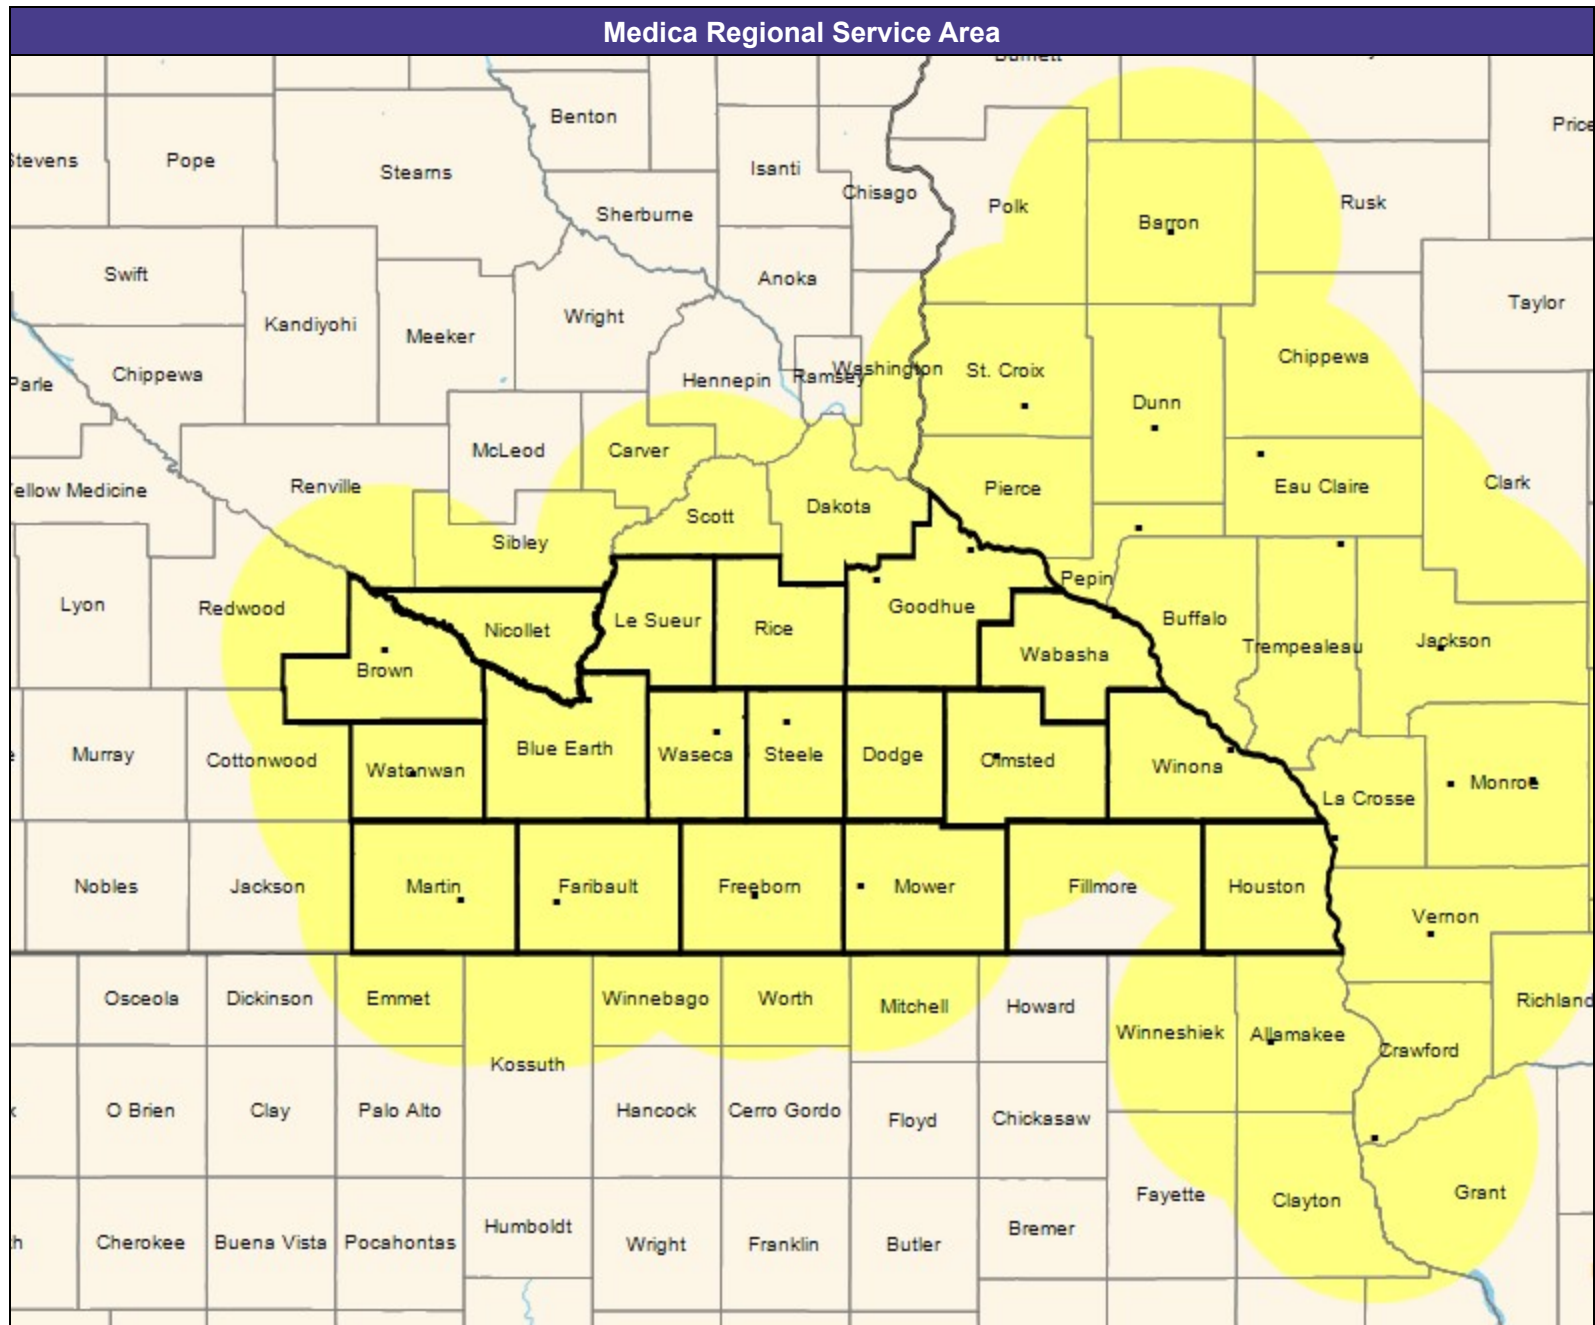 Medica Regional Service Area
Burnett
Benton
Price
Stevens
Pope
Stearns
Isanti
Chisago
Sherburne
Polk
Barron
Rusk
Swift
Anoka
Taylor
Kandiyohi
Wright
Meeker
Chippewa
Parle
Chippewa
Hennepin
Ramsey
Washington
St. Croix
Dunn
McLeod
Carver
Renville
ellow Medicine
Pierce
Eau Claire
Clark
Scott
Dakota
Sibley
Pepin
Lyon
Redwood
Nicollet
Le Sueur
Rice
Goodhue
Buffalo
Trempealeau
Jackson
Brown
Wabasha
Murray
Cottonwood
Watonwan
Blue Earth
Waseca
Steele
Dodge
Olmsted
Winona
La Crosse
Monroe
Nobles
Jackson
Martin
Faribault
Freeborn
Mower
Fillmore
Houston
Vernon
Osceola
Dickinson
Emmet
Winnebago
Worth
Mitchell
Howard
Richland
Winneshiek
Allamakee
Crawford
Kossuth
O Brien
Clay
Palo Alto
Hancock
Cerro Gordo
Floyd
Chickasaw
Fayette
Clayton
Grant
Cherokee
Buena Vista
Pocahontas
Humboldt
Wright
Franklin
Butler
Bremer